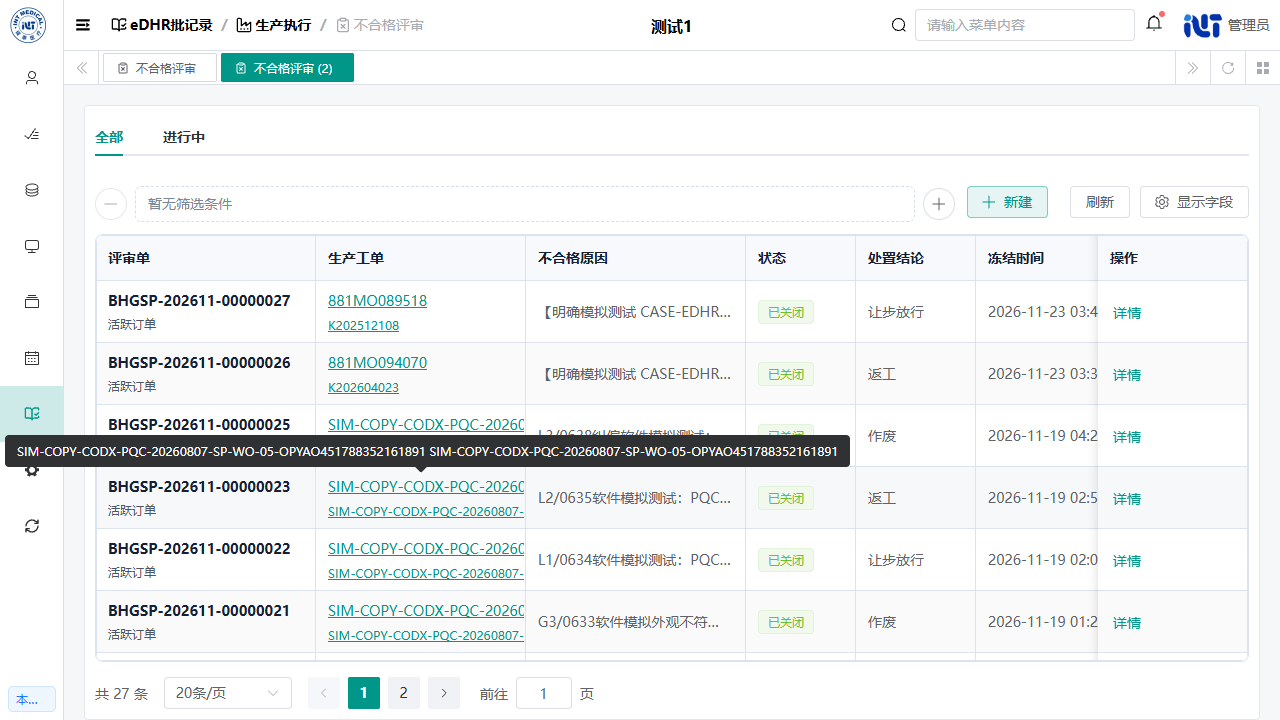 INT MEDICAL
eDHR批记录 / 生产执行 / 不合格评审
测试1
请输入菜单内容
管理员
不合格评审
不合格评审 (2)
全部
进行中
暂无筛选条件
新建
刷新
显示字段
评审单 生产工单 不合格原因 状态 处置结论 冻结时间 操作
BHGSP-202611-00000027
活跃订单
881MO089518
K202512108
【明确模拟测试 CASE-EDHR...
已关闭
让步放行
2026-11-23 03:4
详情
BHGSP-202611-00000026
活跃订单
881MO094070
K202604023
【明确模拟测试 CASE-EDHR...
已关闭
返工
2026-11-23 03:3
详情
BHGSP-202611-00000025
SIM-COPY-CODX-PQC-20260
作废
2026-11-19 04:2
详情
SIM-COPY-CODX-PQC-20260807-SP-WO-05-OPYAO451788352161891 SIM-COPY-CODX-PQC-20260807-SP-WO-05-OPYAO451788352161891
BHGSP-202611-00000023
活跃订单
SIM-COPY-CODX-PQC-20260
SIM-COPY-CODX-PQC-20260807-
L2/0635软件模拟测试：PQC...
已关闭
返工
2026-11-19 02:5
详情
BHGSP-202611-00000022
活跃订单
SIM-COPY-CODX-PQC-20260
SIM-COPY-CODX-PQC-20260807-
L1/0634软件模拟测试：PQC...
已关闭
让步放行
2026-11-19 02:0
详情
BHGSP-202611-00000021
活跃订单
SIM-COPY-CODX-PQC-20260
SIM-COPY-CODX-PQC-20260807-
G3/0633软件模拟外观不符...
已关闭
作废
2026-11-19 01:2
详情
本...
共 27 条
20条/页
1
2
前往 1 页